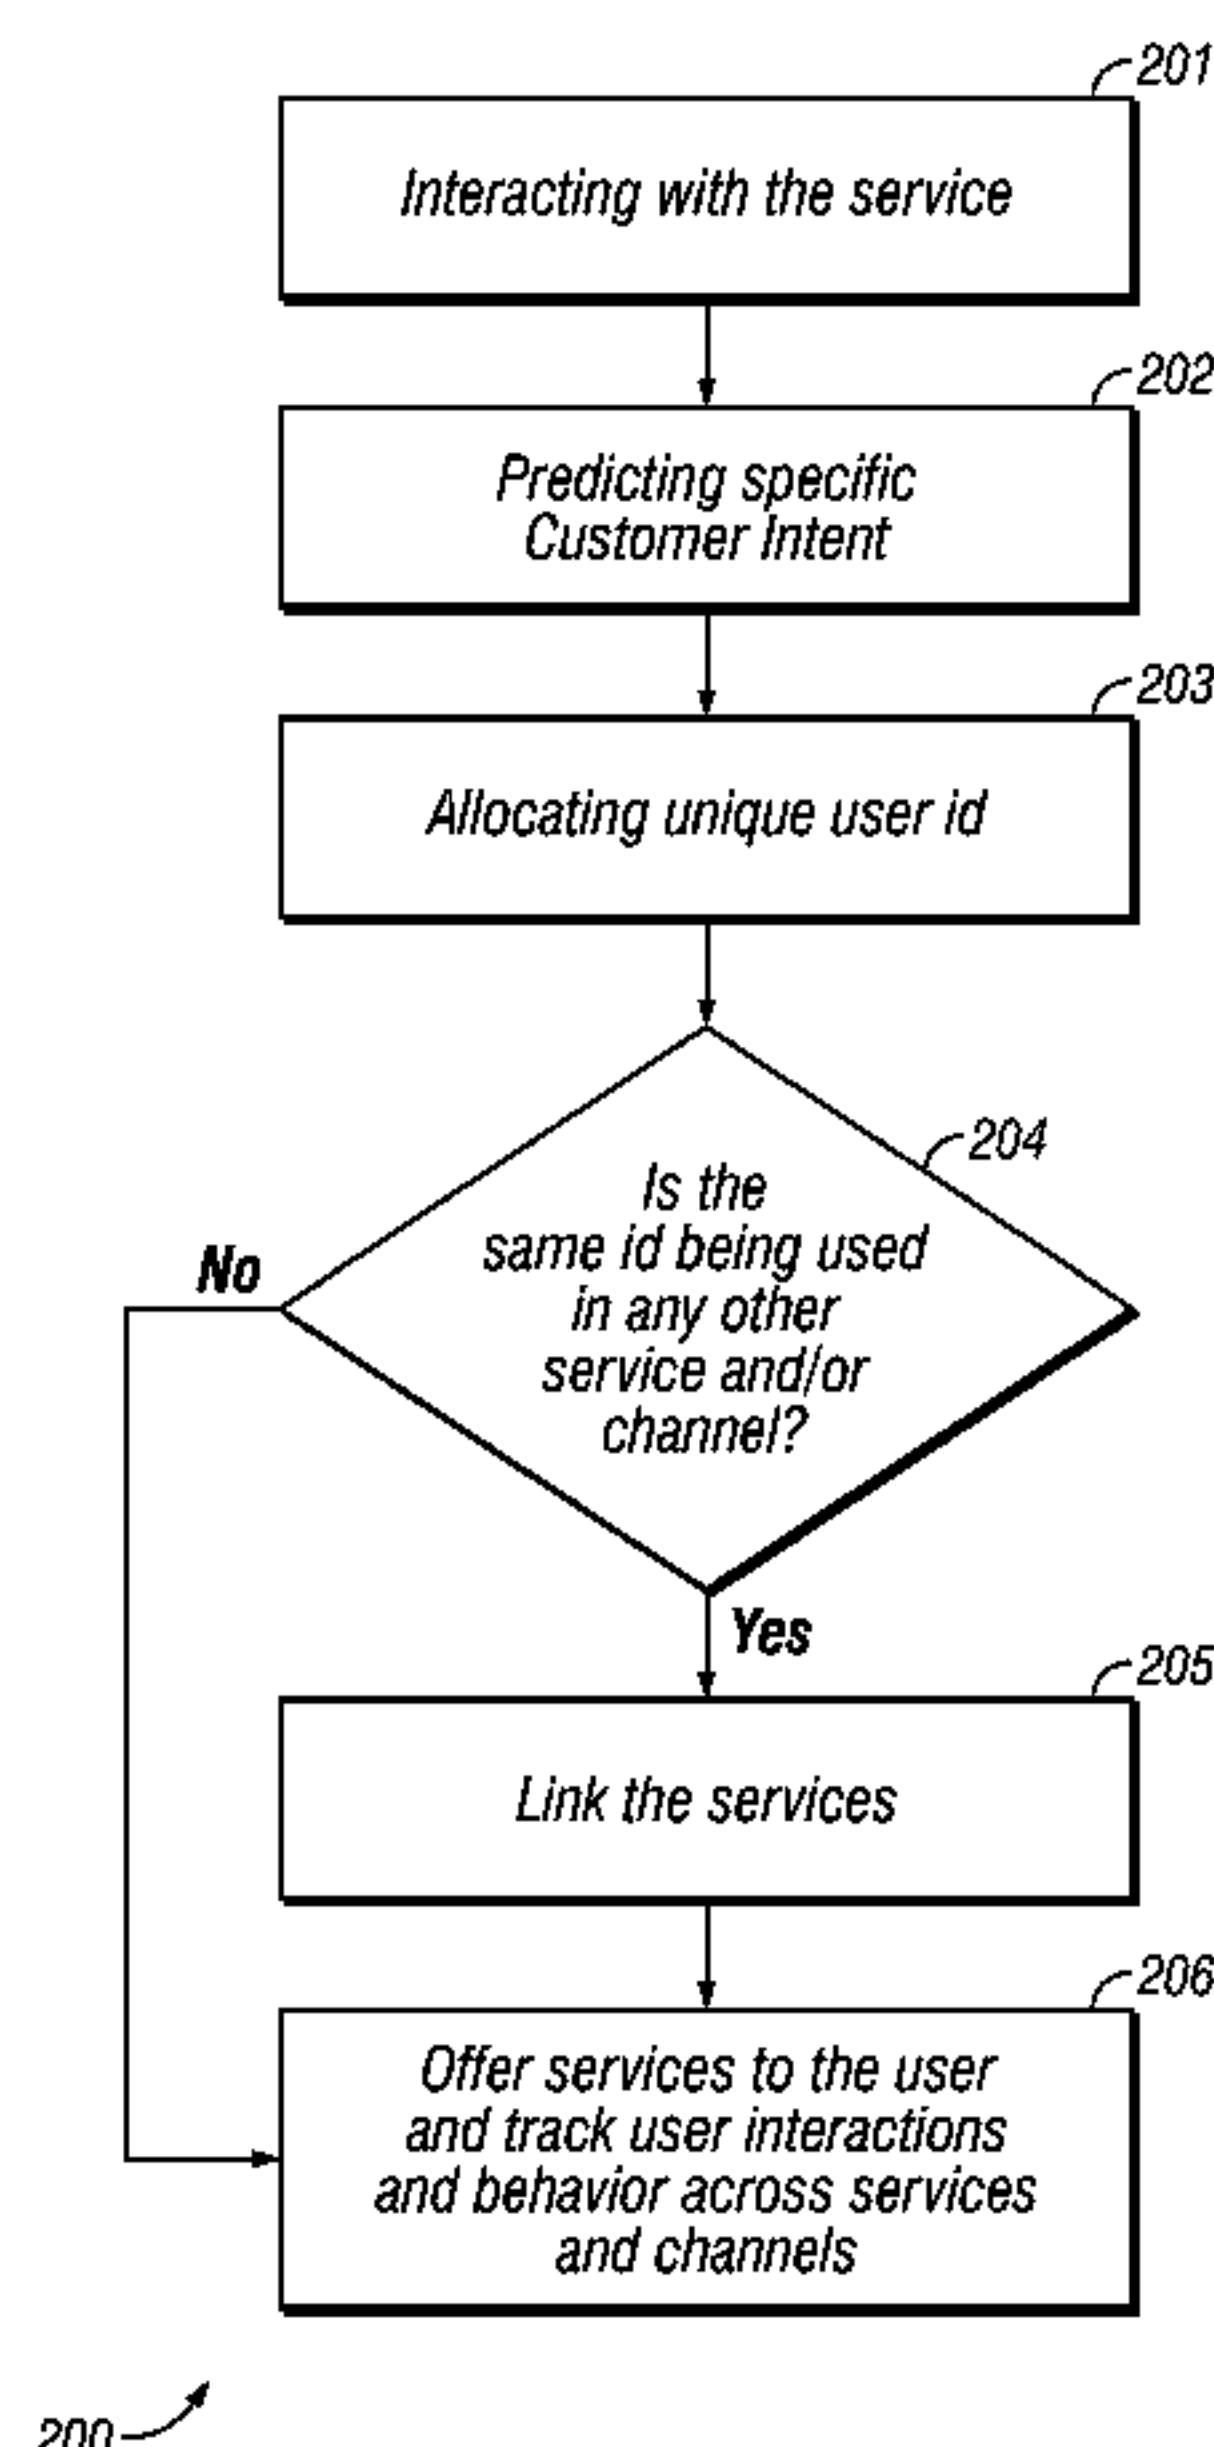 201
Interacting with the service
202
Predicting specific
Customer Intent
203
Allocating unique user id
204
Is the
same id being used
in any other
service and/or
channel?
No
Yes
205
Link the services
206
Offer services to the user
and track user interactions
and behavior across services
and channels
200